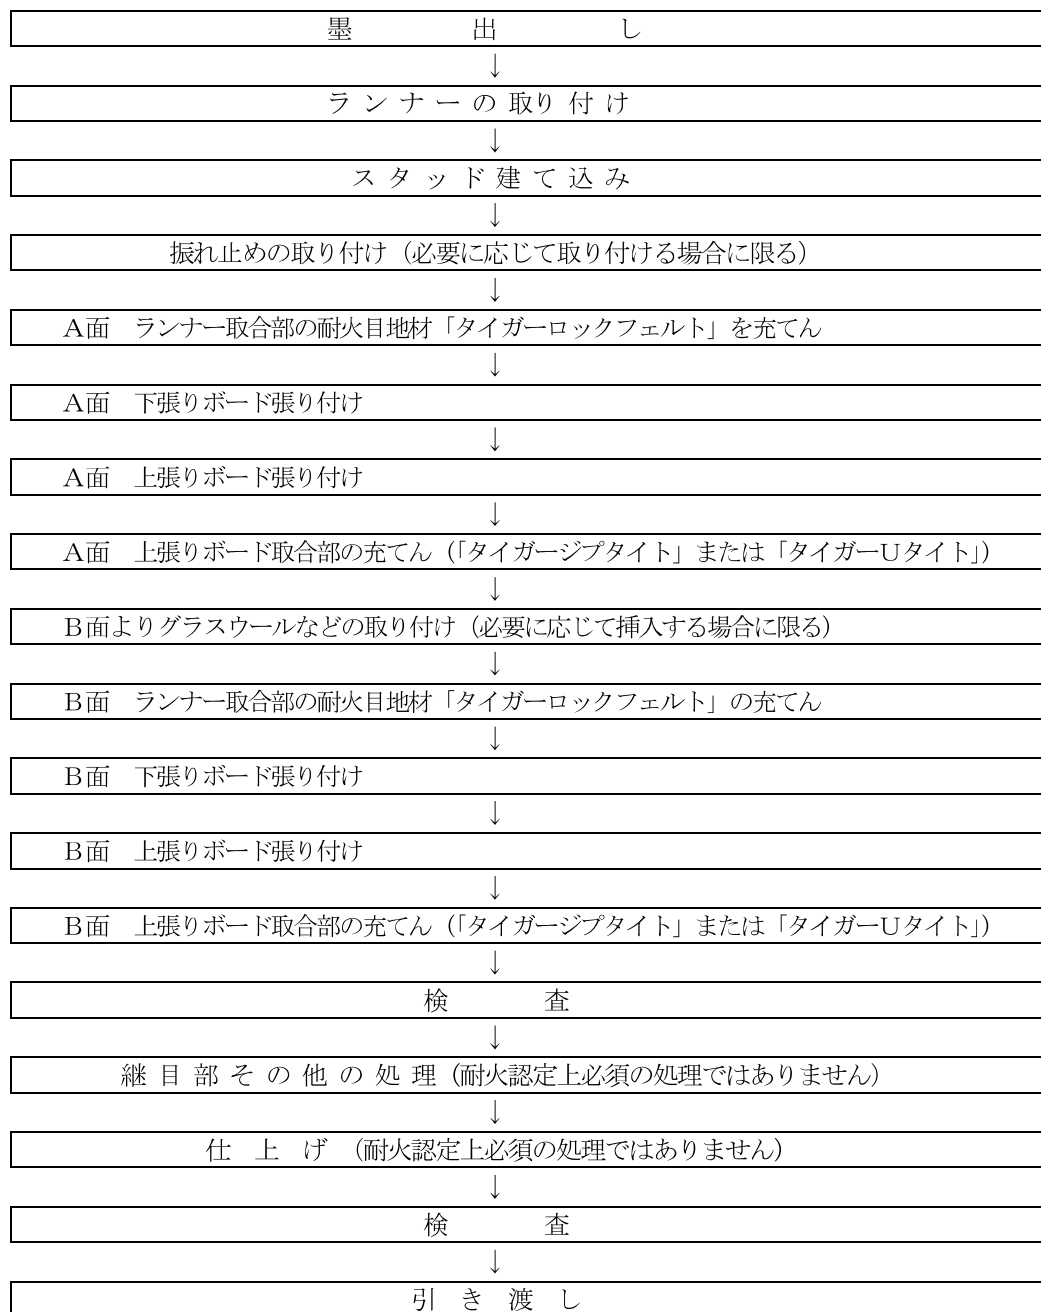 墨出し
↓
ランナーの取り付け
↓
スタッド建て込み
↓
振れ止めの取り付け（必要に応じて取り付ける場合に限る）
↓
Ａ面　ランナー取合部の耐火目地材「タイガーロックフェルト」を充てん
↓
Ａ面　下張りボード張り付け
↓
Ａ面　上張りボード張り付け
↓
Ａ面　上張りボード取合部の充てん（「タイガージプタイト」または「タイガーＵタイト」）
↓
Ｂ面よりグラスウールなどの取り付け（必要に応じて挿入する場合に限る）
↓
Ｂ面　ランナー取合部の耐火目地材「タイガーロックフェルト」の充てん
↓
Ｂ面　下張りボード張り付け
↓
Ｂ面　上張りボード張り付け
↓
Ｂ面　上張りボード取合部の充てん（「タイガージプタイト」または「タイガーＵタイト」）
↓
検査
↓
継目部その他の処理（耐火認定上必須の処理ではありません）
↓
仕上げ　（耐火認定上必須の処理ではありません）
↓
検査
↓
引き渡し